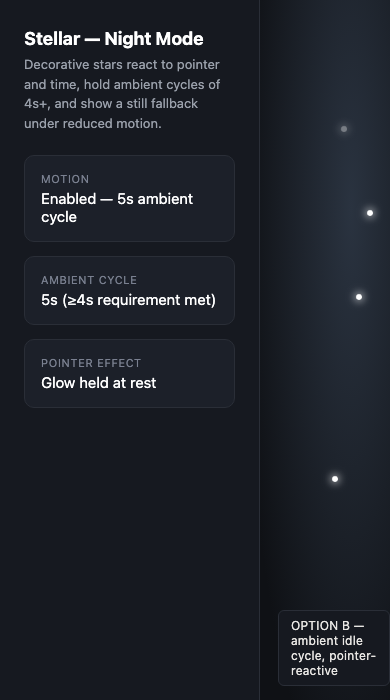 Stellar — Night Mode
Decorative stars react to pointer
and time, hold ambient cycles of
4s+, and show a still fallback
under reduced motion.
MOTION
Enabled — 5s ambient
cycle
AMBIENT CYCLE
5s (≥4s requirement met)
POINTER EFFECT
Glow held at rest
OPTION B —
ambient idle
cycle, pointer-
reactive